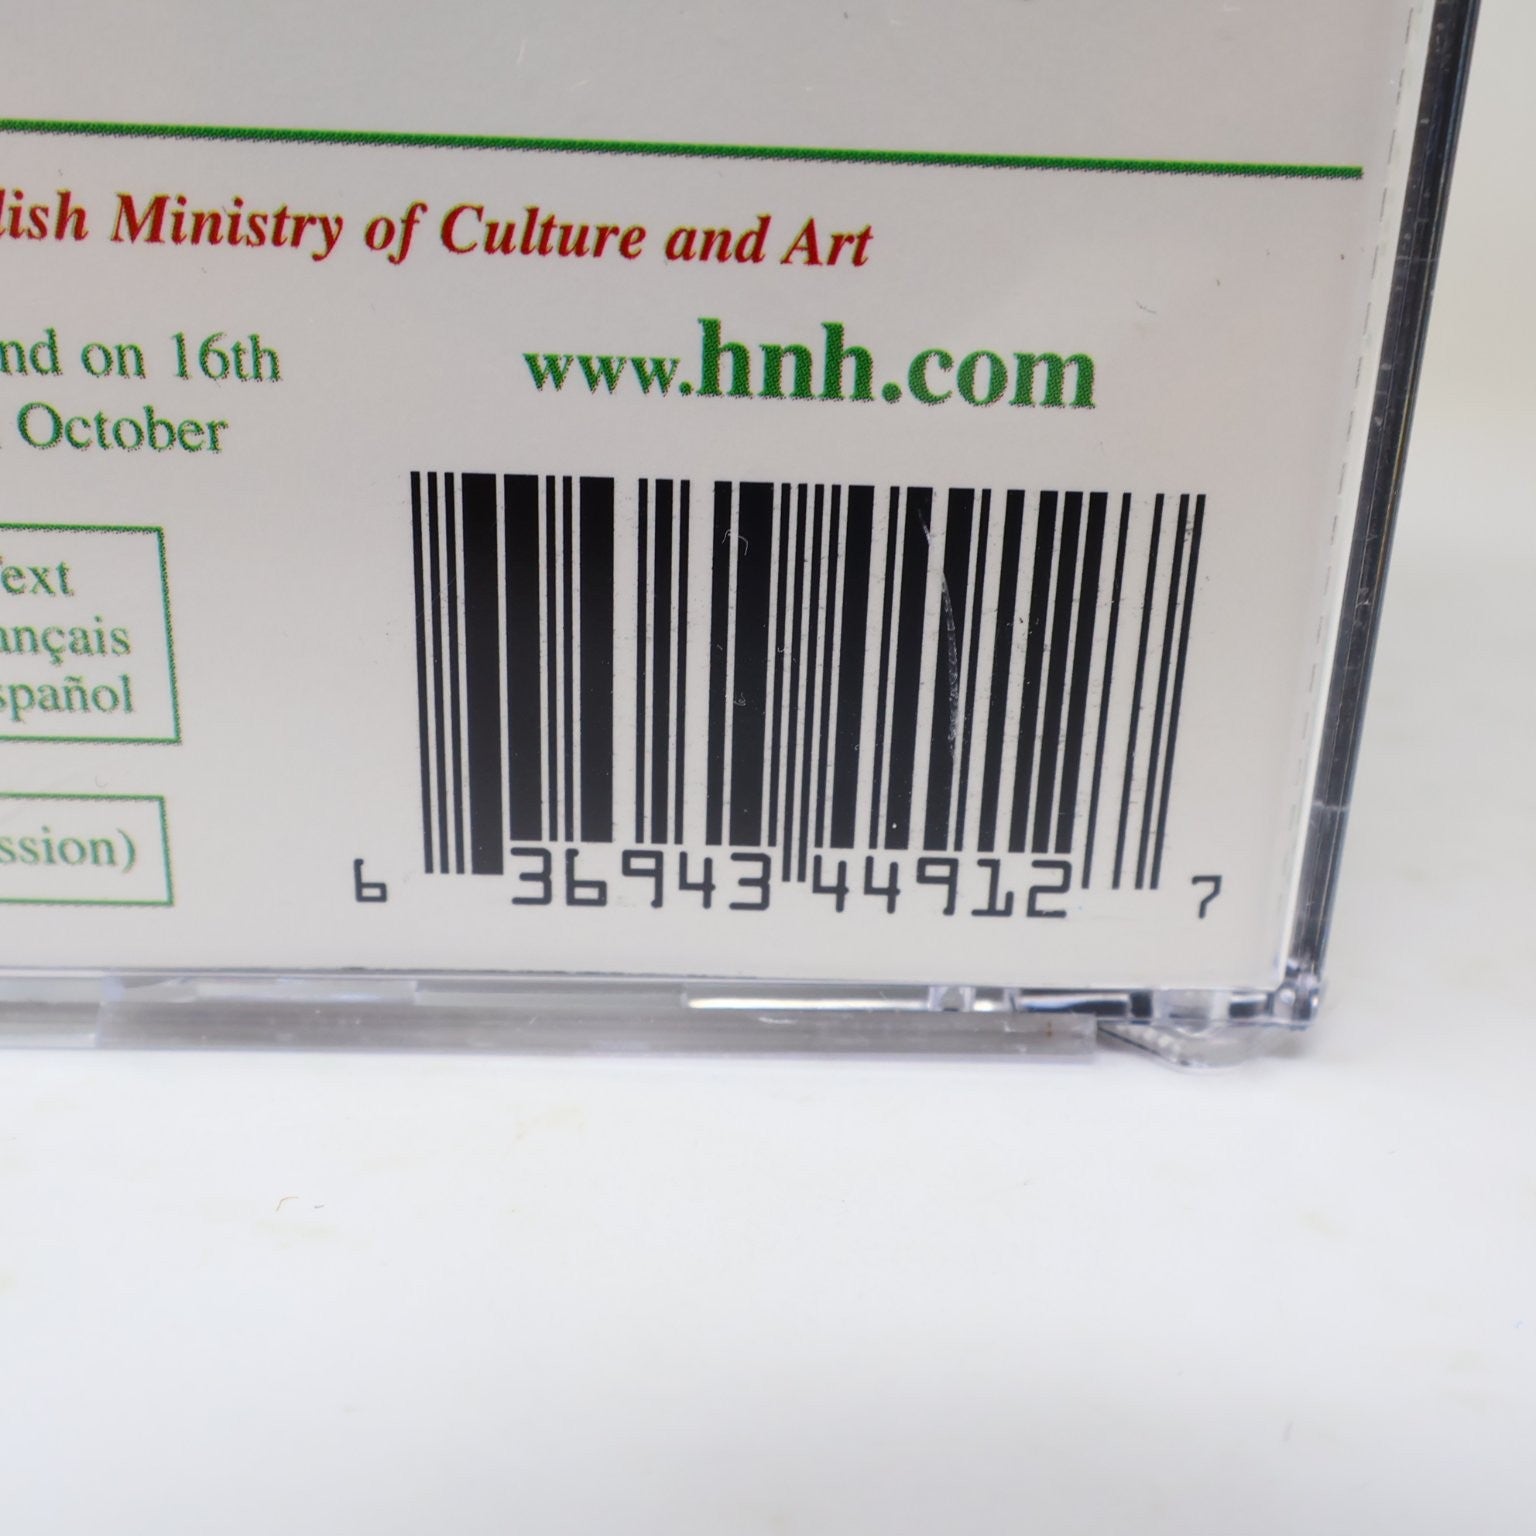 lish Ministry of Culture and Art
nd on 16th
October
www.hnh.com
ext
ançais
spañol
ssion)
6 36943 44912 7